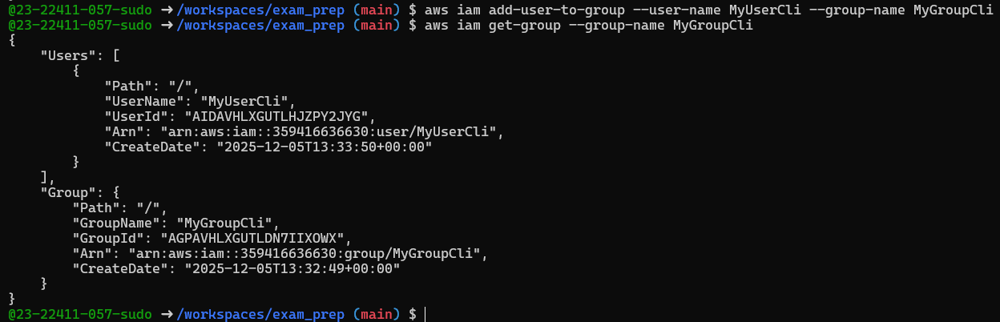 @23-22411-057-sudo → /workspaces/exam_prep (main) $ aws iam add-user-to-group --user-name MyUserCli --group-name MyGroupCli
@23-22411-057-sudo → /workspaces/exam_prep (main) $ aws iam get-group --group-name MyGroupCli
{
    "Users": [
        {
            "Path": "/",
            "UserName": "MyUserCli",
            "UserId": "AIDAVHLXGUTLHJZPY2JYG",
            "Arn": "arn:aws:iam::359416636630:user/MyUserCli",
            "CreateDate": "2025-12-05T13:33:50+00:00"
        }
    ],
    "Group": {
        "Path": "/",
        "GroupName": "MyGroupCli",
        "GroupId": "AGPAVHLXGUTLDN7IIXOWX",
        "Arn": "arn:aws:iam::359416636630:group/MyGroupCli",
        "CreateDate": "2025-12-05T13:32:49+00:00"
    }
}
@23-22411-057-sudo → /workspaces/exam_prep (main) $